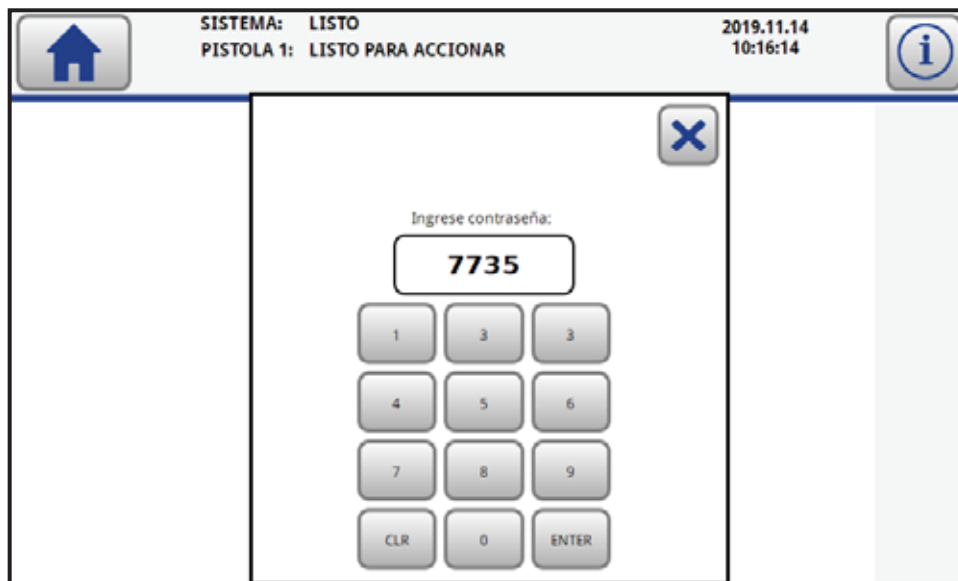 SISTEMA: LISTO
PISTOLA 1: LISTO PARA ACCIONAR
2019.11.14
10:16:14
i
Ingrese contraseña:
7735
1 3 3
4 5 6
7 8 9
CLR 0 ENTER